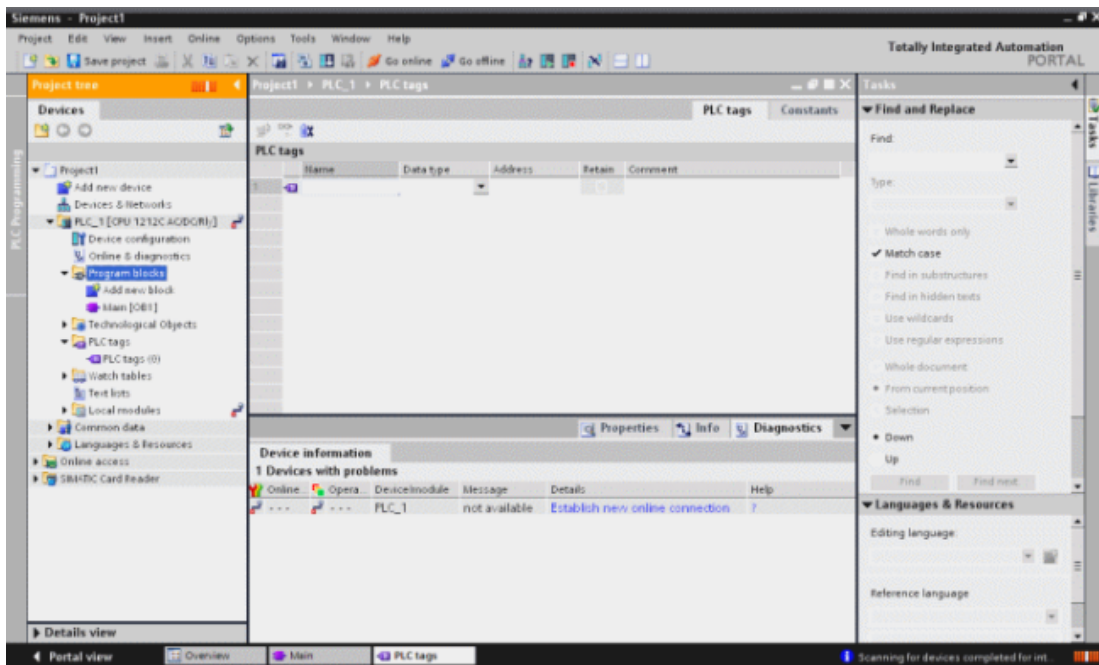 Siemens - Project1
Project Edit View Insert Online Options Tools Window Help
Save project Go online Go offline
Totally Integrated Automation
PORTAL
Project tree
Project1 PLC_1 PLC tags
Tasks
Devices
PLC tags Constants
Find and Replace
PLC tags
Name Data type Address Retain Comment
Find:
Type:
Whole words only
Match case
Find in substructures
Find in hidden texts
Use wildcards
Use regular expressions
Whole document
From current position
Selection
Down
Up
Find Find next
Languages & Resources
Editing language:
Reference language
Tasks
Libraries
PLC Programming
Project1
Add new device
Devices & Networks
PLC_1 [CPU 1212C AC/DC/Rly]
Device configuration
Online & diagnostics
Program blocks
Add new block
Main [OB1]
Technological Objects
PLC tags
PLC tags (0)
Watch tables
Text lists
Local modules
Common data
Languages & Resources
Online access
SIMATIC Card Reader
Properties Info Diagnostics
Device information
1 Devices with problems
Online... Opera... Device/module Message Details Help
--- --- PLC_1 not available Establish new online connection ?
Details view
Portal view Overview Main PLC tags
Scanning for devices completed for int...